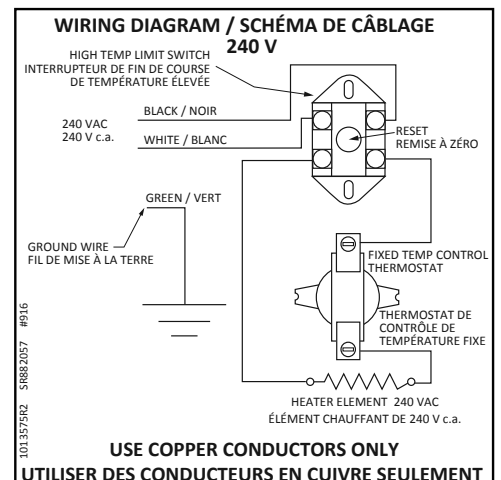 WIRING DIAGRAM / SCHÉMA DE CÂBLAGE
240 V
HIGH TEMP LIMIT SWITCH
INTERRUPTEUR DE FIN DE COURSE
DE TEMPÉRATURE ÉLEVÉE
BLACK / NOIR
240 VAC
240 V c.a.
WHITE / BLANC
RESET
REMISE À ZÉRO
GREEN / VERT
GROUND WIRE
FIL DE MISE À LA TERRE
FIXED TEMP CONTROL
THERMOSTAT
THERMOSTAT DE
CONTRÔLE DE
TEMPÉRATURE FIXE
HEATER ELEMENT 240 VAC
ÉLÉMENT CHAUFFANT DE 240 V c.a.
1013575R2 SR882057 #916
USE COPPER CONDUCTORS ONLY
UTILISER DES CONDUCTEURS EN CUIVRE SEULEMENT